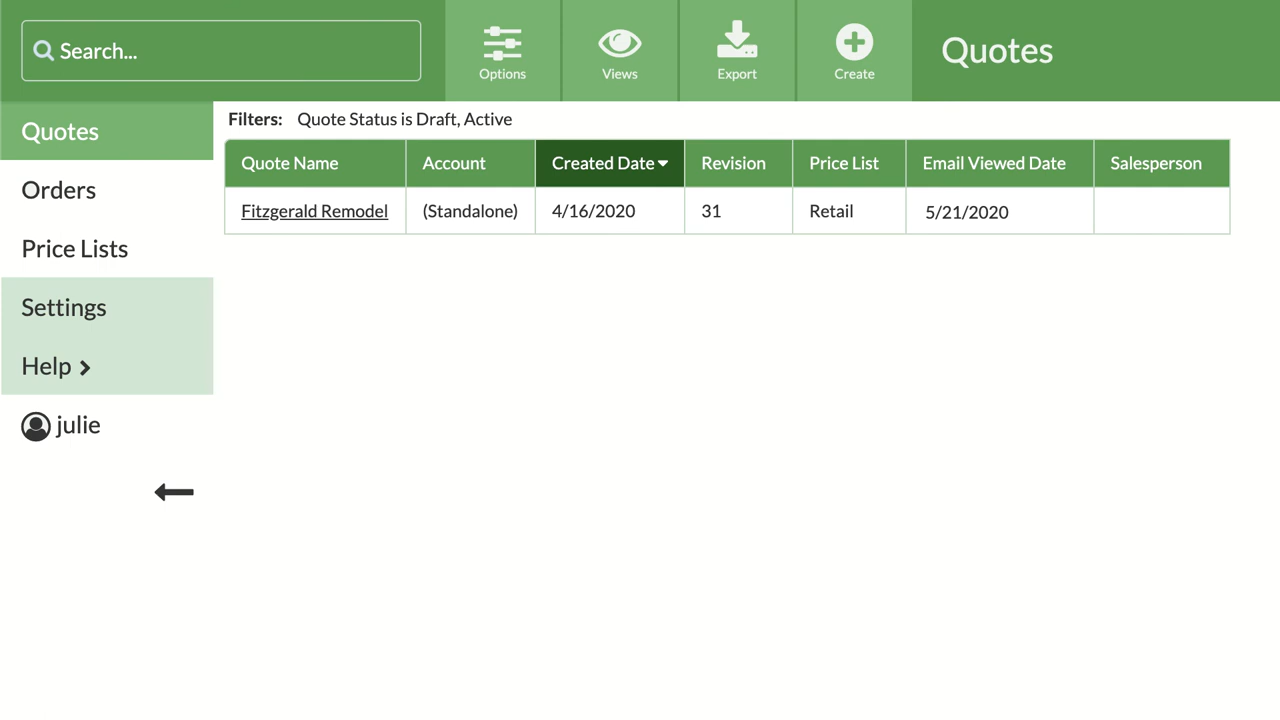 Search...
Options
Views
Export
Create
Quotes
Quotes
Orders
Price Lists
Settings
Help
julie
Filters: Quote Status is Draft, Active
Quote Name Account Created Date Revision Price List Email Viewed Date Salesperson
Fitzgerald Remodel (Standalone) 4/16/2020 31 Retail 5/21/2020